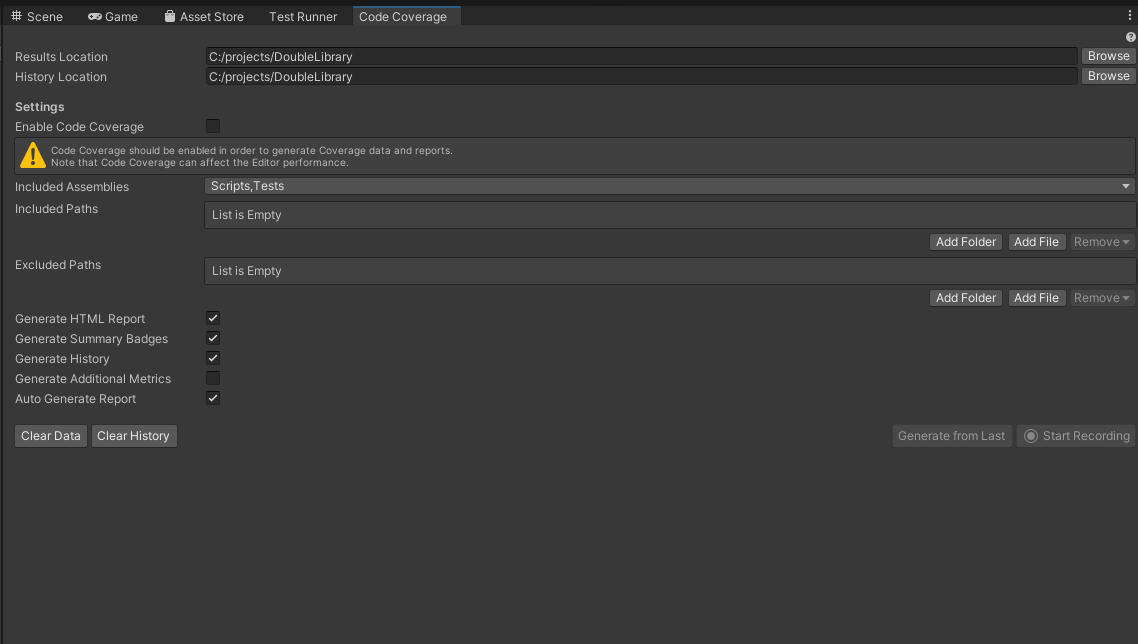 Scene Game Asset Store Test Runner Code Coverage
Results Location C:/projects/DoubleLibrary Browse
History Location C:/projects/DoubleLibrary Browse
Settings
Enable Code Coverage
Code Coverage should be enabled in order to generate Coverage data and reports.
Note that Code Coverage can affect the Editor performance.
Included Assemblies Scripts,Tests
Included Paths
List is Empty
Add Folder Add File Remove
Excluded Paths
List is Empty
Add Folder Add File Remove
Generate HTML Report
Generate Summary Badges
Generate History
Generate Additional Metrics
Auto Generate Report
Clear Data Clear History Generate from Last Start Recording